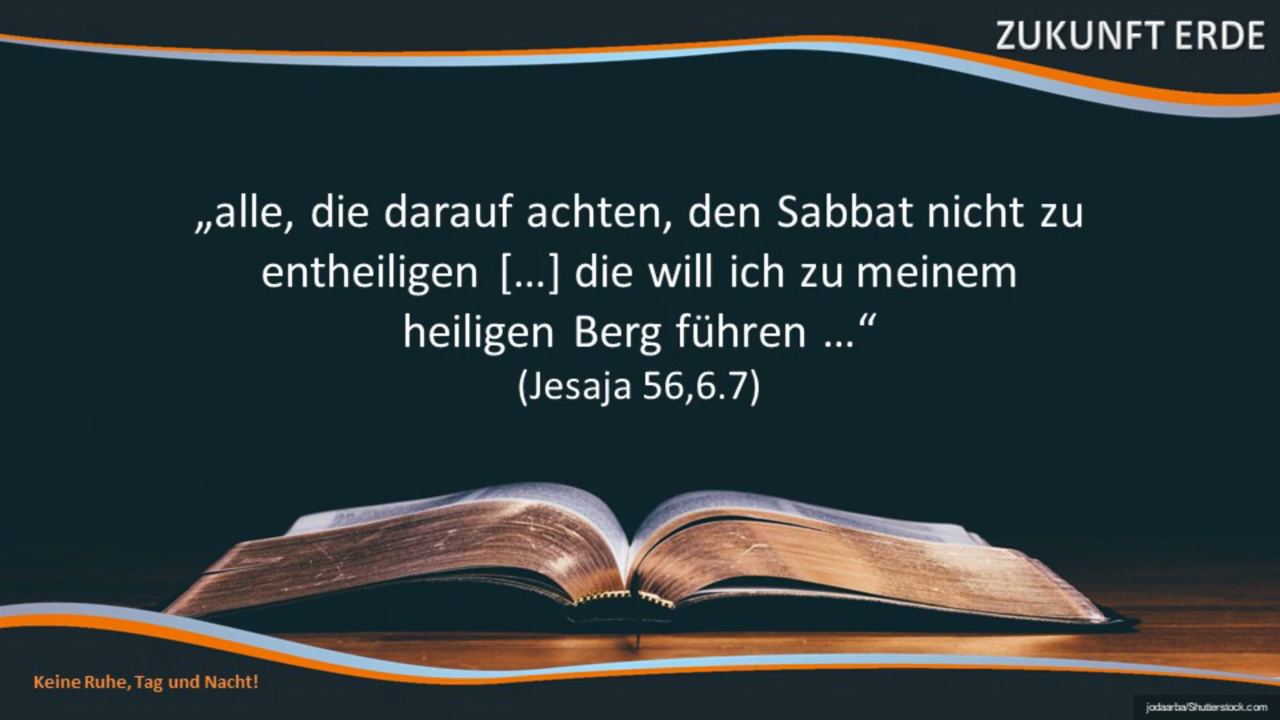 ZUKUNFT ERDE
„alle, die darauf achten, den Sabbat nicht zu
entheiligen […] die will ich zu meinem
heiligen Berg führen …“
(Jesaja 56,6.7)
Keine Ruhe, Tag und Nacht!
jodaarba/Shutterstock.com